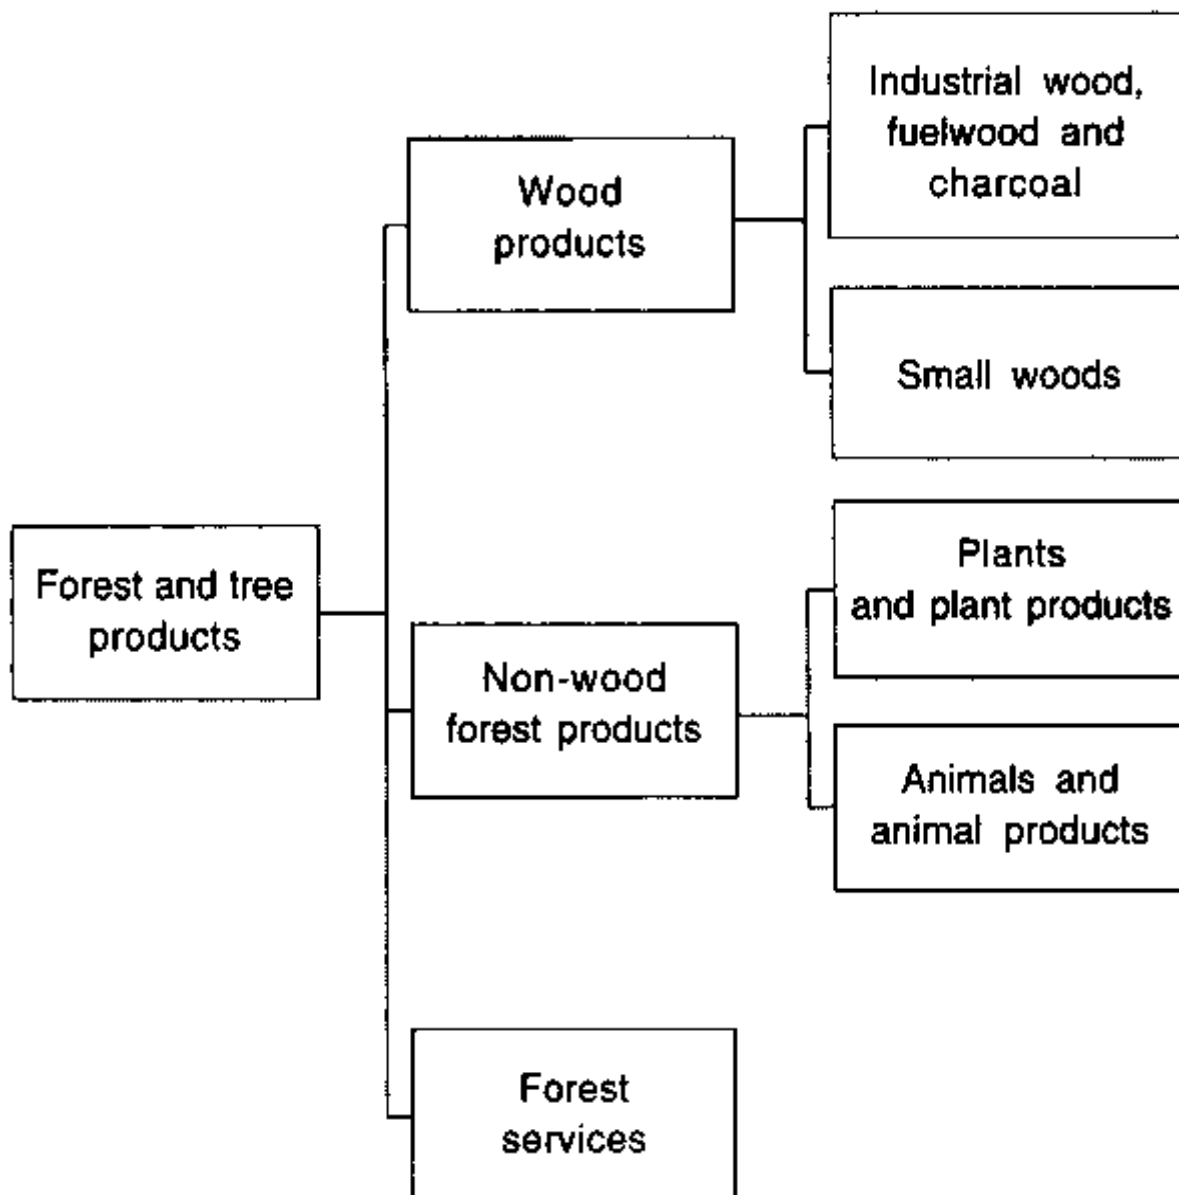 Industrial wood,
fuelwood and
charcoal
Wood
products
Small woods
Forest and tree
products
Plants
and plant products
Non-wood
forest products
Animals and
animal products
Forest
services